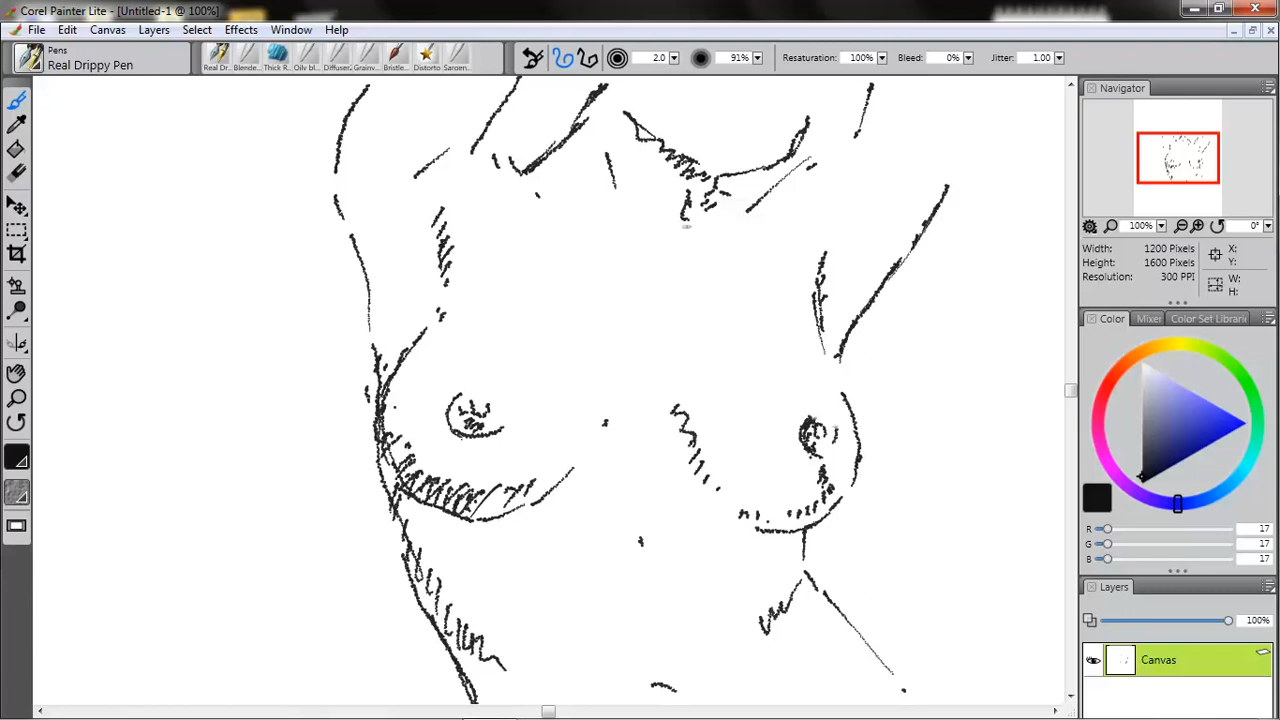 Corel Painter Lite - [Untitled-1 @ 100%]
File Edit Canvas Layers Select Effects Window Help
Pens
Real Drippy Pen
Real Dr... Blende... Thick R... Oily bl... Diffuser... Grainy... Bristle... Distorto Sargen...
2.0 91% Resaturation: 100% Bleed: 0% Jitter: 1.00
Navigator
100% 0°
Width: 1200 Pixels X:
Height: 1600 Pixels Y:
Resolution: 300 PPI W:
H:
Color Mixer Color Set Librari
R 17
G 17
B 17
Layers
100%
Canvas